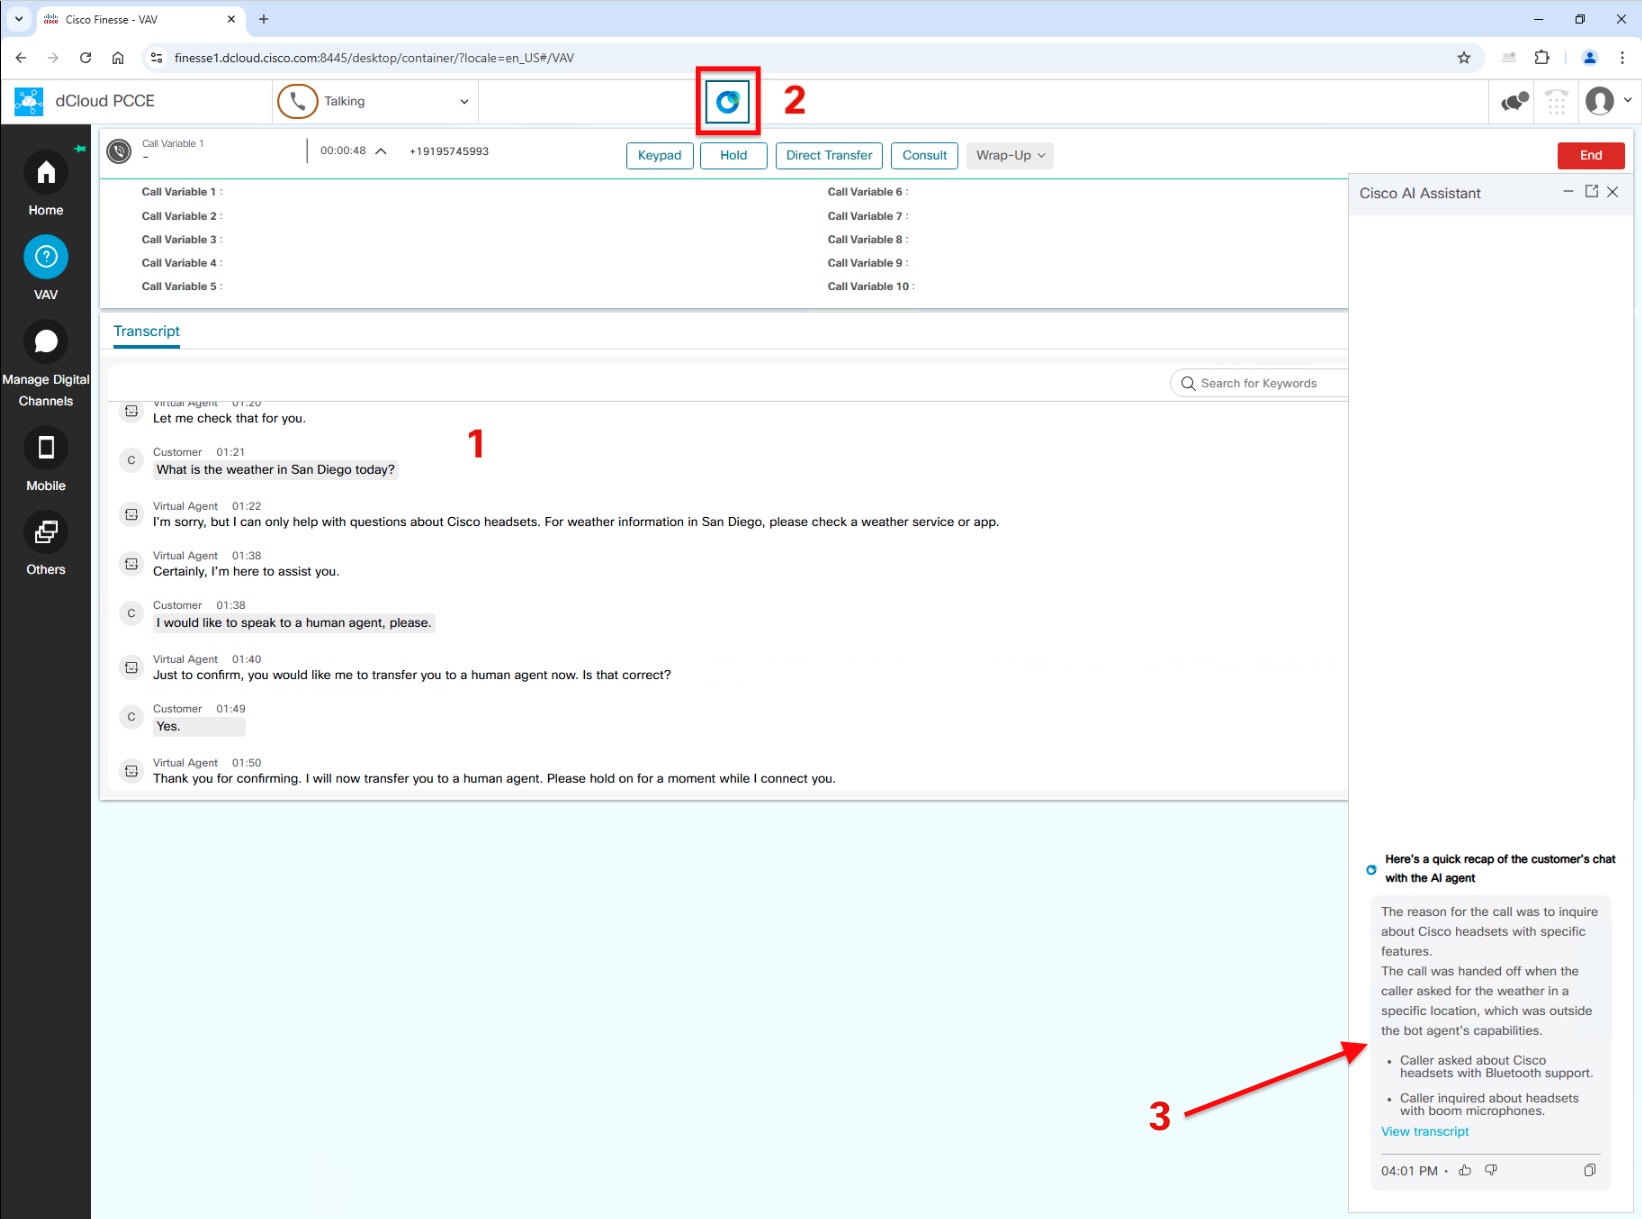 Cisco Finesse - VAV
finesse1.dcloud.cisco.com:8445/desktop/container/?locale=en_US#/VAV
dCloud PCCE
Talking
2
Call Variable 1
-
00:00:48
+19195745993
Keypad
Hold
Direct Transfer
Consult
Wrap-Up
End
Home
VAV
Manage Digital
Channels
Mobile
Others
Call Variable 1 :
Call Variable 2 :
Call Variable 3 :
Call Variable 4 :
Call Variable 5 :
Call Variable 6 :
Call Variable 7 :
Call Variable 8 :
Call Variable 9 :
Call Variable 10 :
Transcript
Search for Keywords
Virtual Agent 01:20
Let me check that for you.
1
C
Customer 01:21
What is the weather in San Diego today?
Virtual Agent 01:22
I'm sorry, but I can only help with questions about Cisco headsets. For weather information in San Diego, please check a weather service or app.
Virtual Agent 01:38
Certainly, I'm here to assist you.
C
Customer 01:38
I would like to speak to a human agent, please.
Virtual Agent 01:40
Just to confirm, you would like me to transfer you to a human agent now. Is that correct?
C
Customer 01:49
Yes.
Virtual Agent 01:50
Thank you for confirming. I will now transfer you to a human agent. Please hold on for a moment while I connect you.
Cisco AI Assistant
Here's a quick recap of the customer's chat
with the AI agent
The reason for the call was to inquire
about Cisco headsets with specific
features.
The call was handed off when the
caller asked for the weather in a
specific location, which was outside
the bot agent's capabilities.
• Caller asked about Cisco
headsets with Bluetooth support.
• Caller inquired about headsets
with boom microphones.
3
View transcript
04:01 PM •